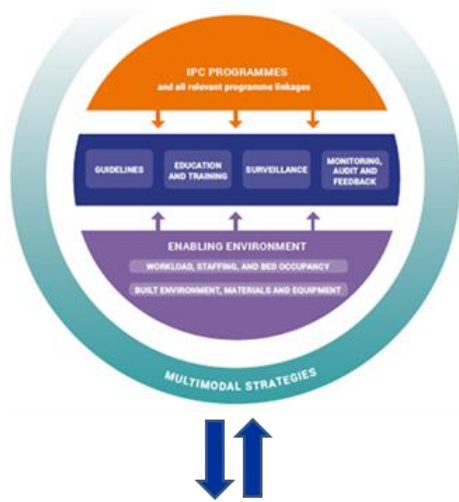 IPC PROGRAMMES
and all relevant programme linkages
GUIDELINES
EDUCATION
AND TRAINING
SURVEILLANCE
MONITORING,
AUDIT AND
FEEDBACK
ENABLING ENVIRONMENT
WORKLOAD, STAFFING, AND BED OCCUPANCY
BUILT ENVIRONMENT, MATERIALS AND EQUIPMENT
MULTIMODAL STRATEGIES